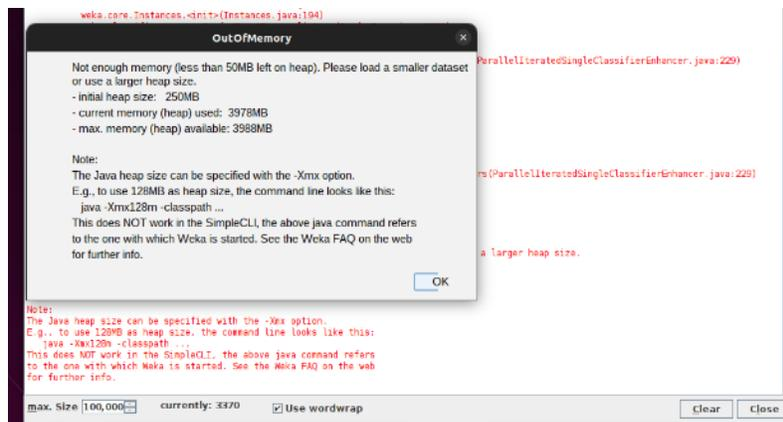 weka.core.Instances.<init>(Instances.java:194)
OutOfMemory
Not enough memory (less than 50MB left on heap). Please load a smaller dataset
or use a larger heap size.
- initial heap size: 250MB
- current memory (heap) used: 3978MB
- max. memory (heap) available: 3988MB
Note:
The Java heap size can be specified with the -Xmx option.
E.g., to use 128MB as heap size, the command line looks like this:
java -Xmx128m -classpath ...
This does NOT work in the SimpleCLI, the above java command refers
to the one with which Weka is started. See the Weka FAQ on the web
for further info.
OK
ParallelIteratedSingleClassifierEnhancer.java:229)
rs(ParallelIteratedSingleClassifierEnhancer.java:229)
a larger heap size.
Note:
The Java heap size can be specified with the -Xmx option.
E.g., to use 128MB as heap size, the command line looks like this:
java -Xmx128m -classpath ...
This does NOT work in the SimpleCLI, the above java command refers
to the one with which Weka is started. See the Weka FAQ on the web
for further info.
max. Size 100,000 currently: 3370 Use wordwrap Clear Close